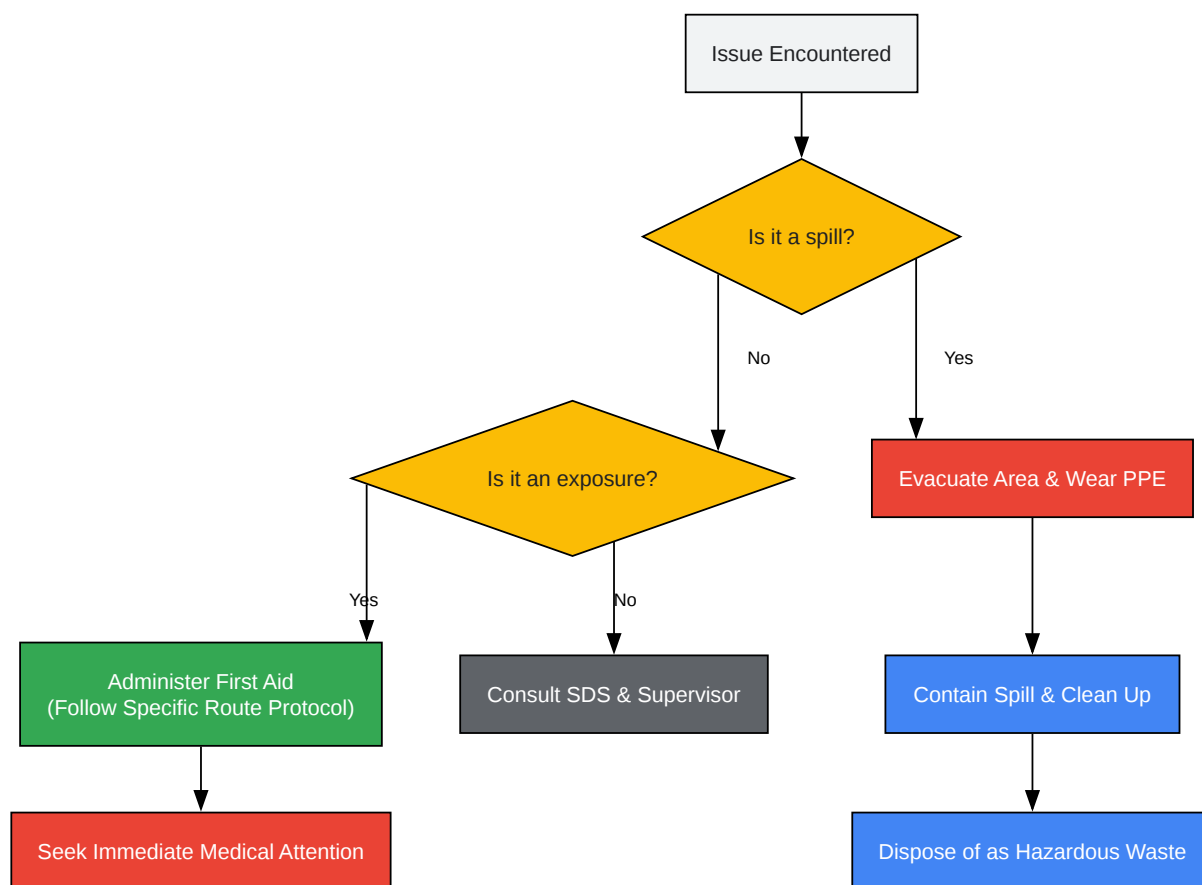 Issue Encountered
Is it a spill?
No
Yes
Is it an exposure?
Evacuate Area & Wear PPE
Yes
No
Administer First Aid
(Follow Specific Route Protocol)
Consult SDS & Supervisor
Contain Spill & Clean Up
Seek Immediate Medical Attention
Dispose of as Hazardous Waste